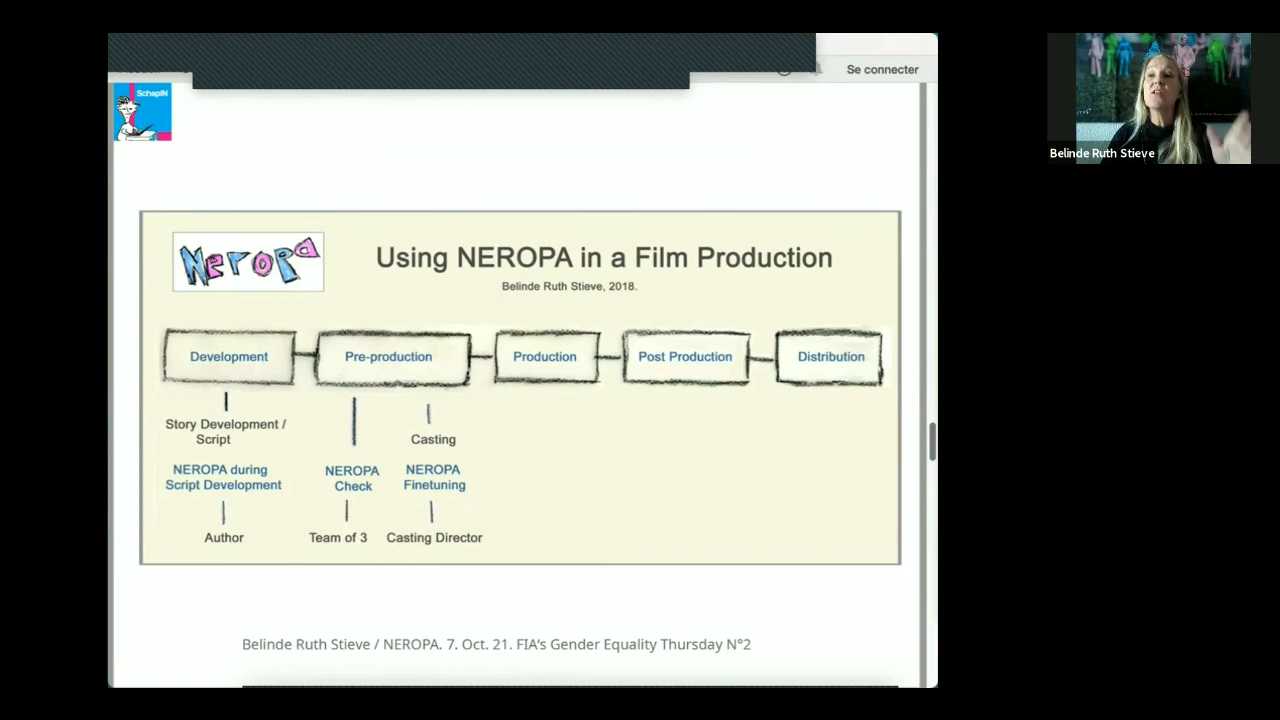 Se connecter
SchspIN
Neropa
Using NEROPA in a Film Production
Belinde Ruth Stieve, 2018.
Development
Pre-production
Production
Post Production
Distribution
Story Development /
Script
Casting
NEROPA during
Script Development
NEROPA
Check
NEROPA
Finetuning
Author
Team of 3
Casting Director
Belinde Ruth Stieve / NEROPA. 7. Oct. 21. FIA's Gender Equality Thursday N°2
Belinde Ruth Stieve